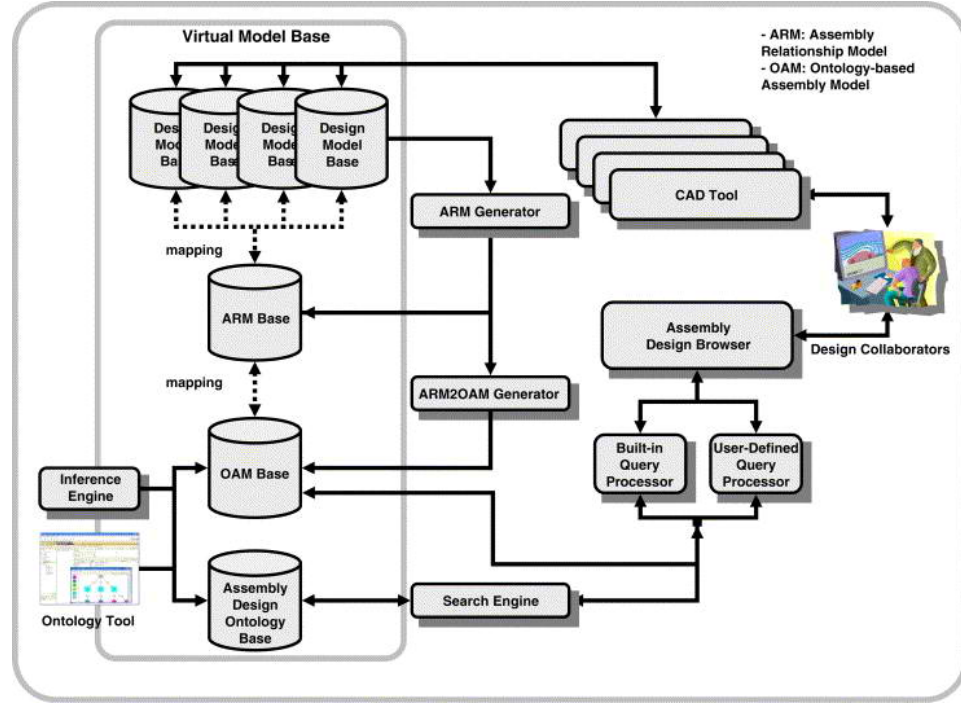 Virtual Model Base
- ARM: Assembly
Relationship Model
- OAM: Ontology-based
Assembly Model
Design
Model
Base
CAD Tool
ARM Generator
mapping
ARM Base
Assembly
Design Browser
Design Collaborators
mapping
ARM2OAM Generator
OAM Base
Built-in
Query
Processor
User-Defined
Query
Processor
Inference
Engine
Assembly
Design
Ontology
Base
Search Engine
Ontology Tool